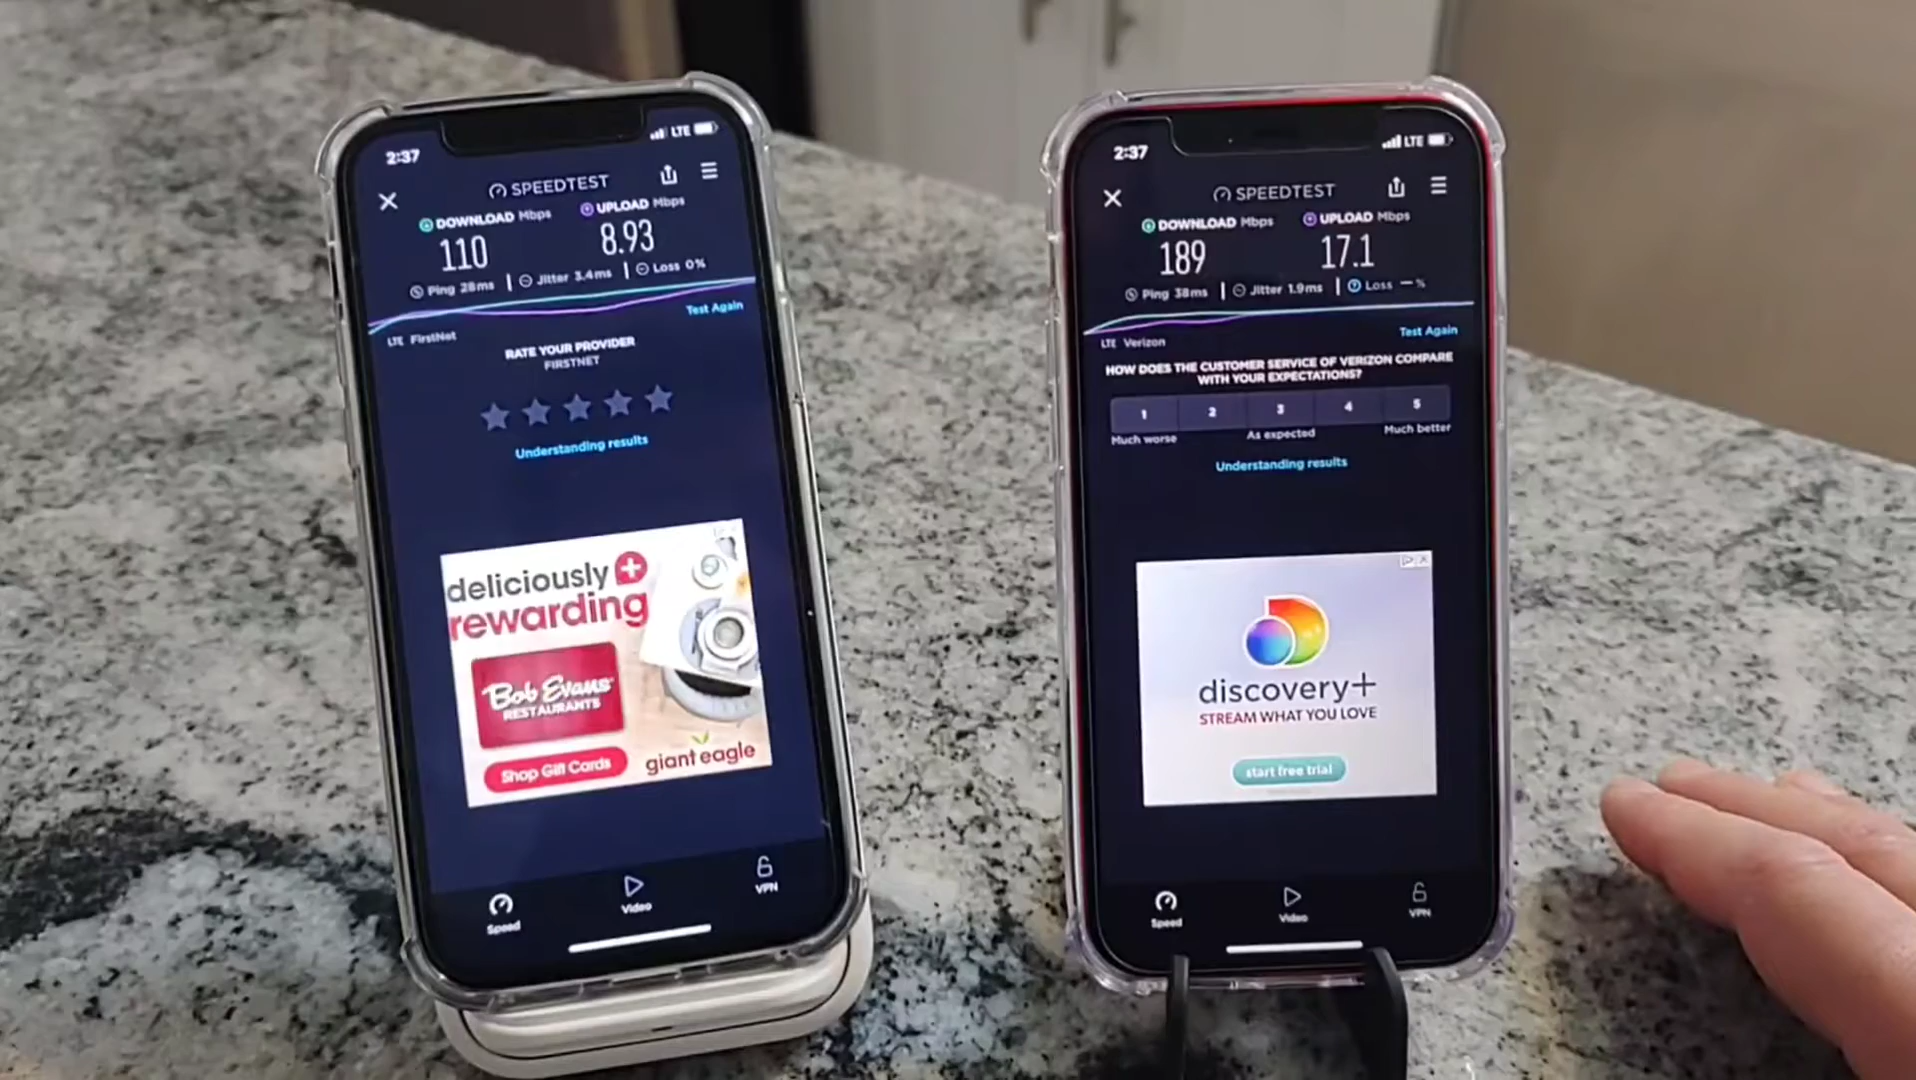 2:37
LTE
SPEEDTEST
DOWNLOAD Mbps
UPLOAD Mbps
110
8.93
Ping 28ms
Jitter 3.4ms
Loss 0%
Test Again
LTE FirstNet
RATE YOUR PROVIDER
FIRSTNET
Understanding results
deliciously
rewarding
Bob Evans
RESTAURANTS
Shop Gift Cards
giant eagle
Speed
Video
VPN
2:37
LTE
SPEEDTEST
DOWNLOAD Mbps
UPLOAD Mbps
189
17.1
Ping 38ms
Jitter 1.9ms
Loss — %
Test Again
LTE Verizon
HOW DOES THE CUSTOMER SERVICE OF VERIZON COMPARE
WITH YOUR EXPECTATIONS?
1 2 3 4 5
Much worse As expected Much better
Understanding results
discovery+
STREAM WHAT YOU LOVE
start free trial
Speed
Video
VPN